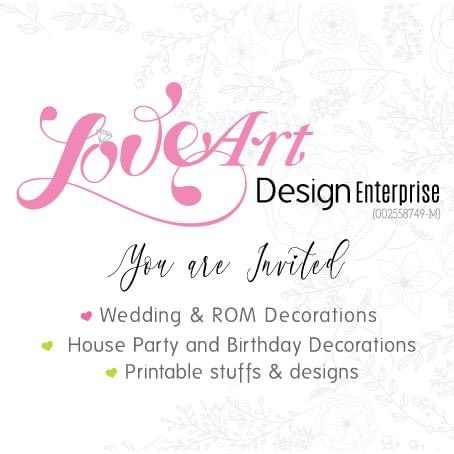 LoveArt
Design Enterprise
(002558749-M)
You are Invited
Wedding & ROM Decorations
House Party and Birthday Decorations
Printable stuffs & designs